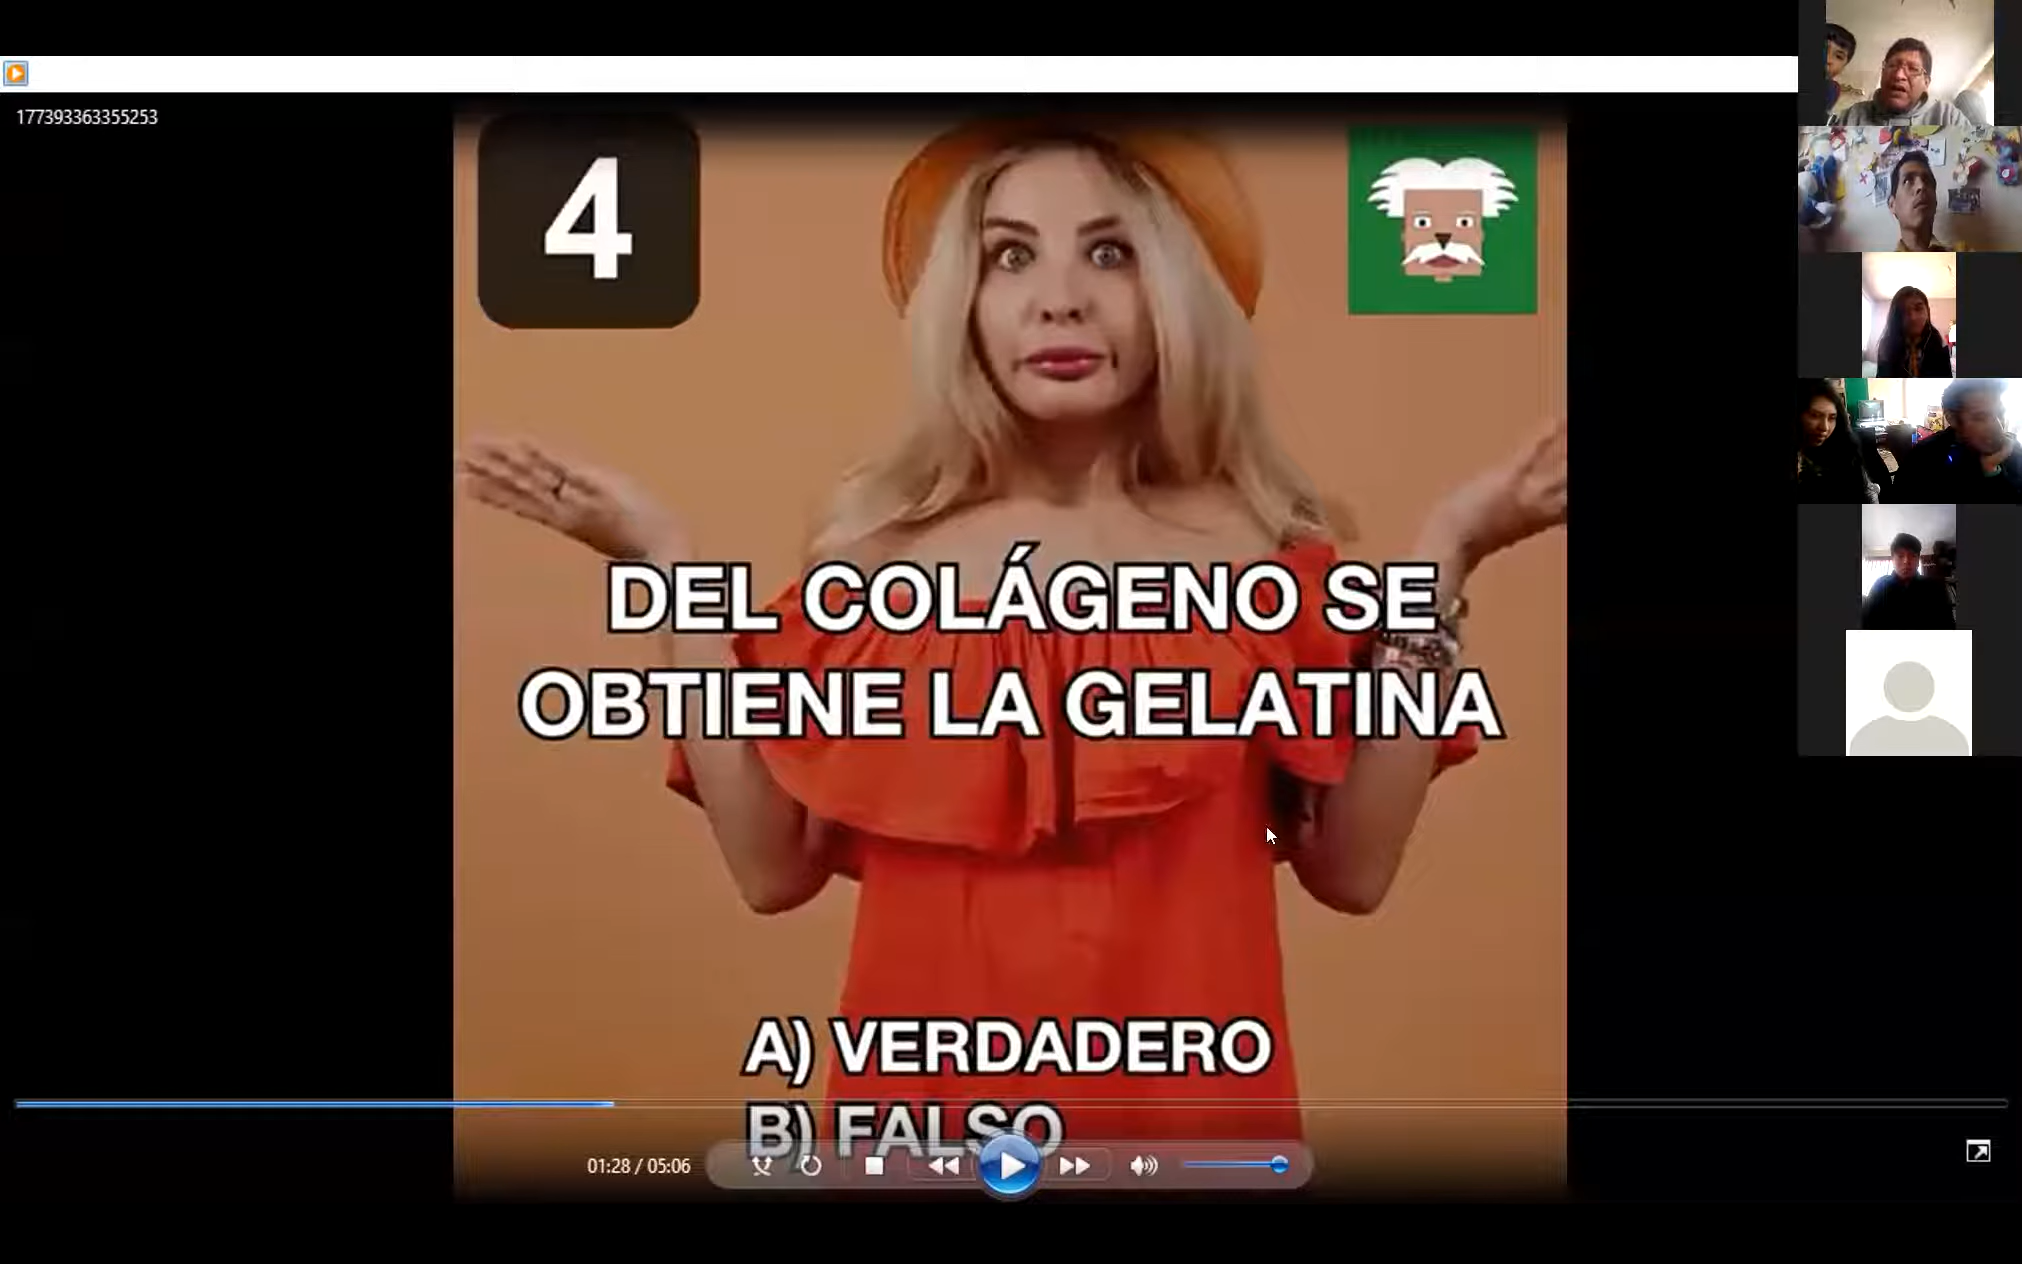 177393363355253
4
DEL COLÁGENO SE
OBTIENE LA GELATINA
A) VERDADERO
B) FALSO
01:28 / 05:06